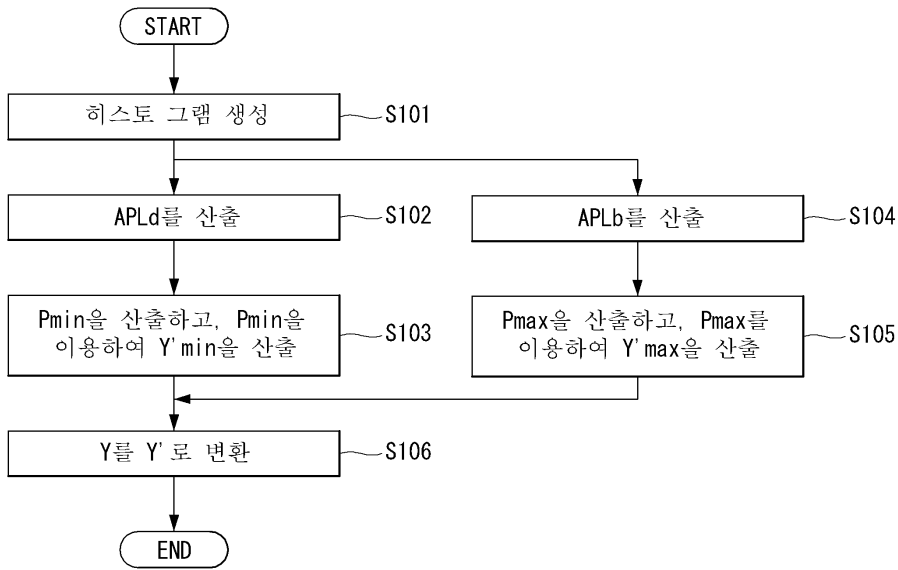 START
히스토 그램 생성
S101
APLd를 산출
S102
APLb를 산출
S104
Pmin을 산출하고, Pmin을
이용하여 Y'min을 산출
S103
Pmax을 산출하고, Pmax를
이용하여 Y'max을 산출
S105
Y를 Y'로 변환
S106
END